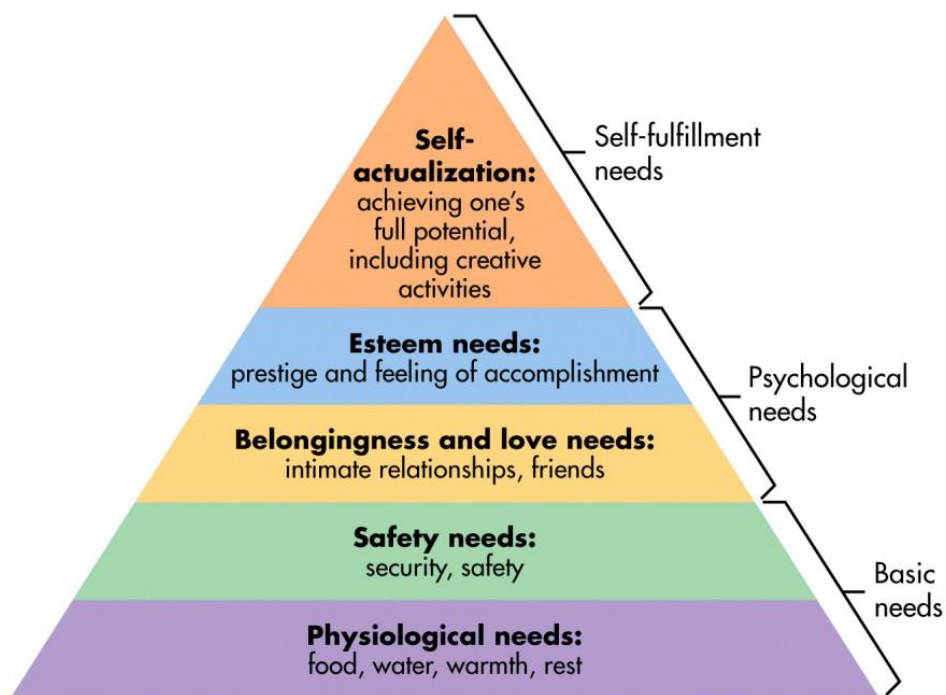 Self-
actualization:
achieving one's
full potential,
including creative
activities
Self-fulfillment
needs
Esteem needs:
prestige and feeling of accomplishment
Belongingness and love needs:
intimate relationships, friends
Psychological
needs
Safety needs:
security, safety
Physiological needs:
food, water, warmth, rest
Basic
needs